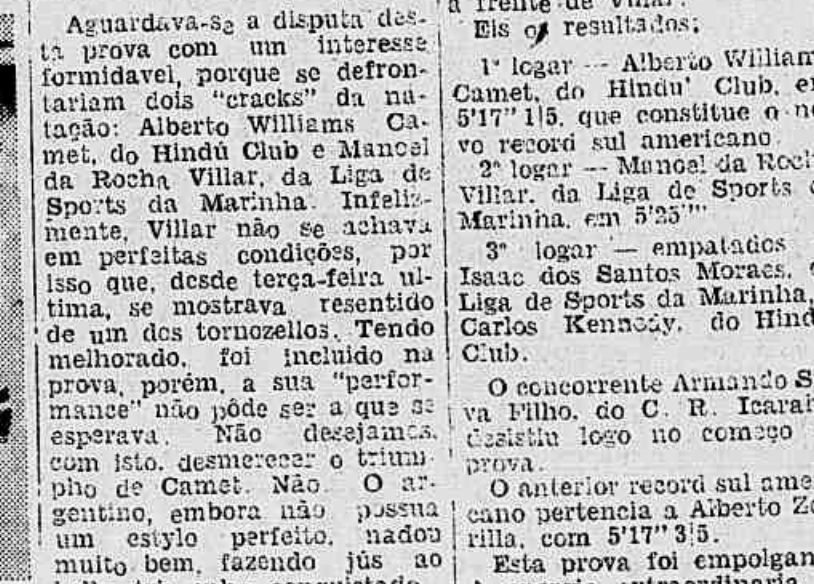 Aguardava-se a disputa des-
ta prova com um interesse
formidavel, porque se defron-
tariam dois "cracks" da na-
tação: Alberto Williams Ca-
met, do Hindú Club e Manoel
da Rocha Villar, da Liga de
Sports da Marinha. Infeliz-
mente, Villar não se achava
em perfeitas condições, por
isso que, desde terça-feira ul-
tima, se mostrava resentido
de um dos tornozellos. Tendo
melhorado, foi incluido na
prova, porém, a sua "perfor-
mance" não pôde ser a que se
esperava. Não desejamos,
com isto, desmerecer o trium-
pho de Camet. Não. O ar-
gentino, embora não possua
um estylo perfeito, nadou
muito bem, fazendo jús ao
á frente de Villar.
Eis os resultados:
1º logar — Alberto William
Camet, do Hindu' Club, e
5'17" 1|5, que constitue o no
vo record sul americano.
2º logar — Manoel da Roch
Villar, da Liga de Sports
Marinha, em 5'25"'
3º logar — empatados
Isaac dos Santos Moraes,
Liga de Sports da Marinha,
Carlos Kennedy, do Hind
Club.
O concorrente Armando S
va Filho, do C. R. Icarahy
desistiu logo no começo
prova.
O anterior record sul ame
cano pertencia a Alberto Zo
rilla, com 5'17" 3|5.
Esta prova foi empolgan